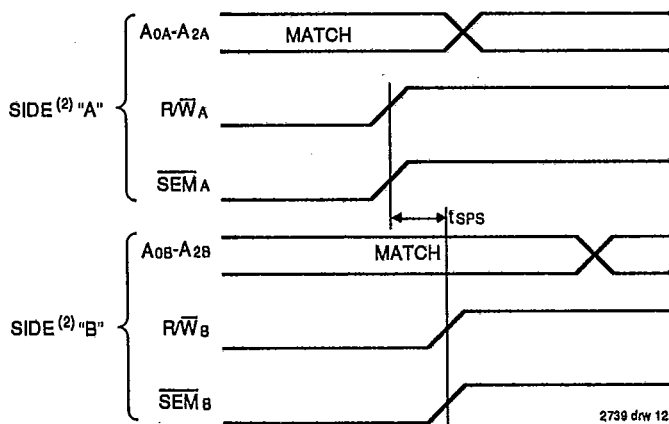 A0A-A2A
MATCH
SIDE (2) "A"
R/W̅A
S̅E̅M̅A
tSPS
A0B-A2B
MATCH
SIDE (2) "B"
R/W̅B
S̅E̅M̅B
2739 drw 12